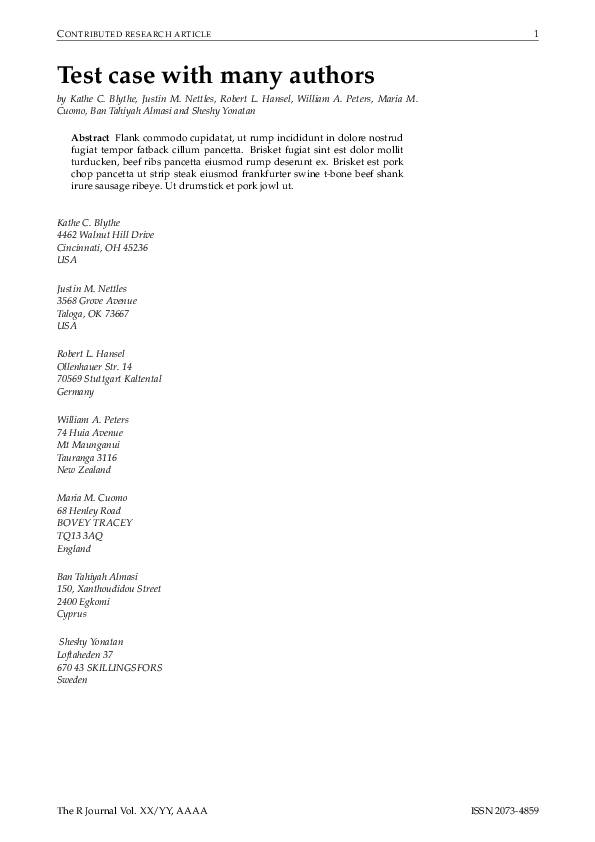 CONTRIBUTED RESEARCH ARTICLE 1
Test case with many authors
by Kathe C. Blythe, Justin M. Nettles, Robert L. Hansel, William A. Peters, Maria M.
Cuomo, Ban Tahiyah Almasi and Sheshy Yonatan
Abstract Flank commodo cupidatat, ut rump incididunt in dolore nostrud
fugiat tempor fatback cillum pancetta. Brisket fugiat sint est dolor mollit
turducken, beef ribs pancetta eiusmod rump deserunt ex. Brisket est pork
chop pancetta ut strip steak eiusmod frankfurter swine t-bone beef shank
irure sausage ribeye. Ut drumstick et pork jowl ut.
Kathe C. Blythe
4462 Walnut Hill Drive
Cincinnati, OH 45236
USA
Justin M. Nettles
3568 Grove Avenue
Taloga, OK 73667
USA
Robert L. Hansel
Ollenhauer Str. 14
70569 Stuttgart Kaltental
Germany
William A. Peters
74 Huia Avenue
Mt Maunganui
Tauranga 3116
New Zealand
Maria M. Cuomo
68 Henley Road
BOVEY TRACEY
TQ13 3AQ
England
Ban Tahiyah Almasi
150, Xanthoudidou Street
2400 Egkomi
Cyprus
Sheshy Yonatan
Loftaheden 37
670 43 SKILLINGSFORS
Sweden
The R Journal Vol. XX/YY, AAAA ISSN 2073-4859